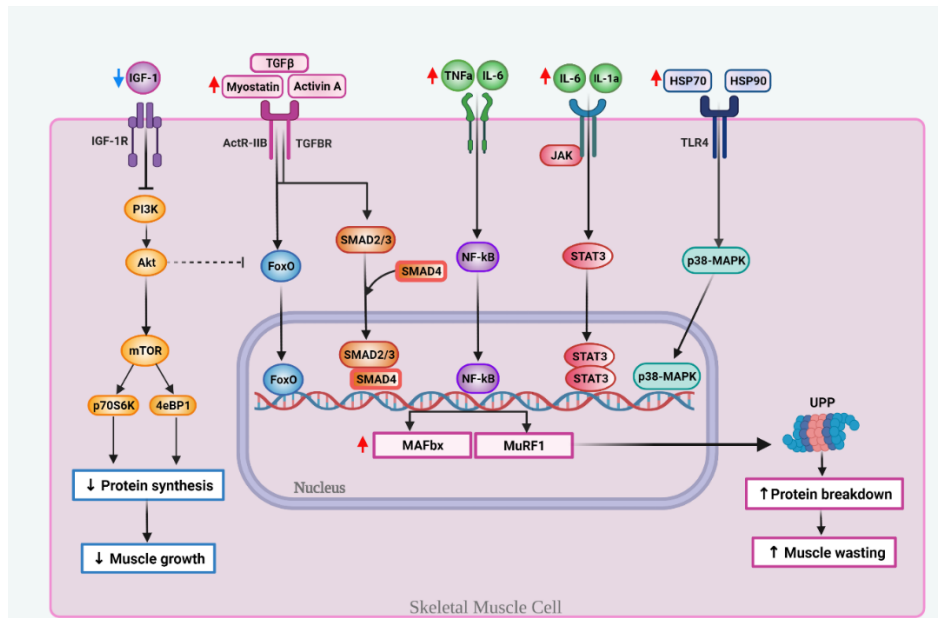 TGFβ
IGF-1
Myostatin
Activin A
TNFa
IL-6
IL-6
IL-1a
HSP70
HSP90
IGF-1R
ActR-IIB
TGFBR
JAK
TLR4
PI3K
Akt
FoxO
SMAD2/3
SMAD4
NF-kB
STAT3
p38-MAPK
mTOR
p70S6K
4eBP1
FoxO
SMAD2/3
SMAD4
NF-kB
STAT3
STAT3
p38-MAPK
MAFbx
MuRF1
UPP
Nucleus
↓ Protein synthesis
↓ Muscle growth
↑Protein breakdown
↑ Muscle wasting
Skeletal Muscle Cell